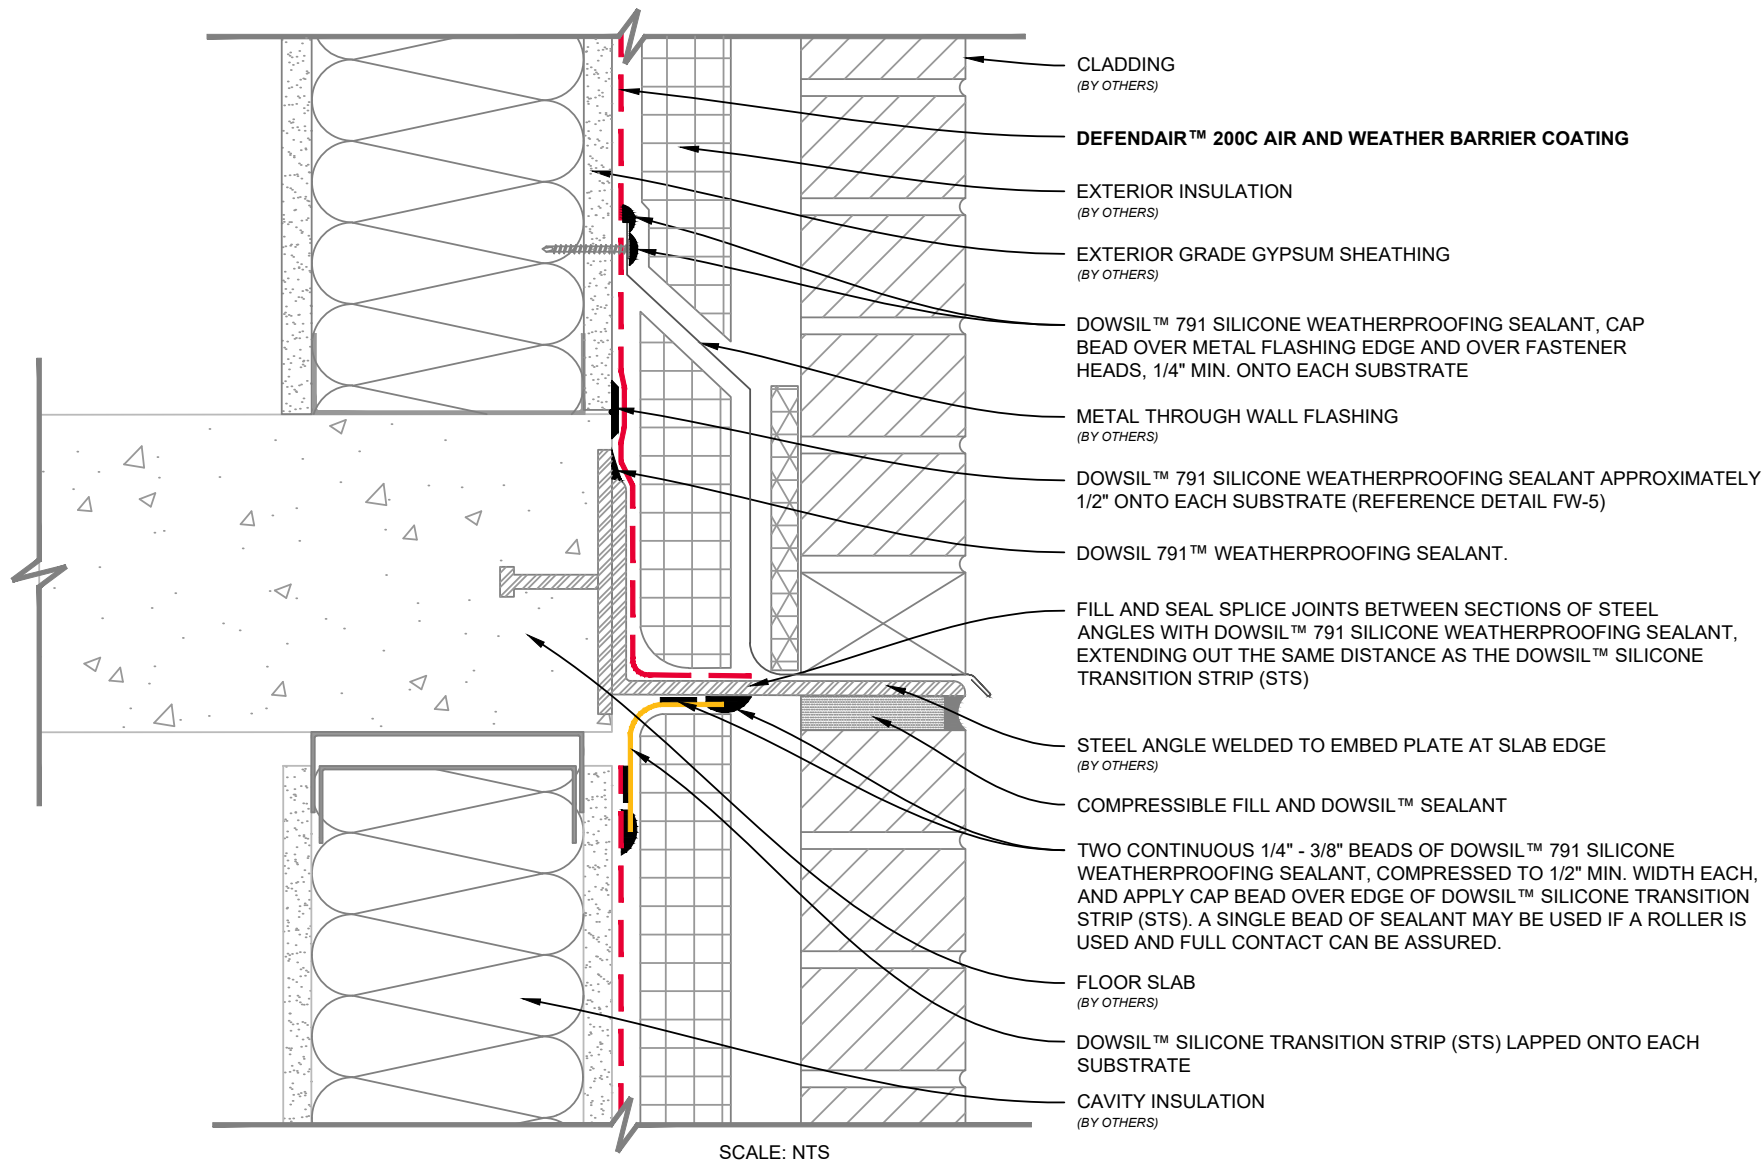 CLADDING
(BY OTHERS)
DEFENDAIR™ 200C AIR AND WEATHER BARRIER COATING
EXTERIOR INSULATION
(BY OTHERS)
EXTERIOR GRADE GYPSUM SHEATHING
(BY OTHERS)
DOWSIL™ 791 SILICONE WEATHERPROOFING SEALANT, CAP
BEAD OVER METAL FLASHING EDGE AND OVER FASTENER
HEADS, 1/4" MIN. ONTO EACH SUBSTRATE
METAL THROUGH WALL FLASHING
(BY OTHERS)
DOWSIL™ 791 SILICONE WEATHERPROOFING SEALANT APPROXIMATELY
1/2" ONTO EACH SUBSTRATE (REFERENCE DETAIL FW-5)
DOWSIL 791™ WEATHERPROOFING SEALANT.
FILL AND SEAL SPLICE JOINTS BETWEEN SECTIONS OF STEEL
ANGLES WITH DOWSIL™ 791 SILICONE WEATHERPROOFING SEALANT,
EXTENDING OUT THE SAME DISTANCE AS THE DOWSIL™ SILICONE
TRANSITION STRIP (STS)
STEEL ANGLE WELDED TO EMBED PLATE AT SLAB EDGE
(BY OTHERS)
COMPRESSIBLE FILL AND DOWSIL™ SEALANT
TWO CONTINUOUS 1/4" - 3/8" BEADS OF DOWSIL™ 791 SILICONE
WEATHERPROOFING SEALANT, COMPRESSED TO 1/2" MIN. WIDTH EACH,
AND APPLY CAP BEAD OVER EDGE OF DOWSIL™ SILICONE TRANSITION
STRIP (STS). A SINGLE BEAD OF SEALANT MAY BE USED IF A ROLLER IS
USED AND FULL CONTACT CAN BE ASSURED.
FLOOR SLAB
(BY OTHERS)
DOWSIL™ SILICONE TRANSITION STRIP (STS) LAPPED ONTO EACH
SUBSTRATE
CAVITY INSULATION
(BY OTHERS)
SCALE: NTS